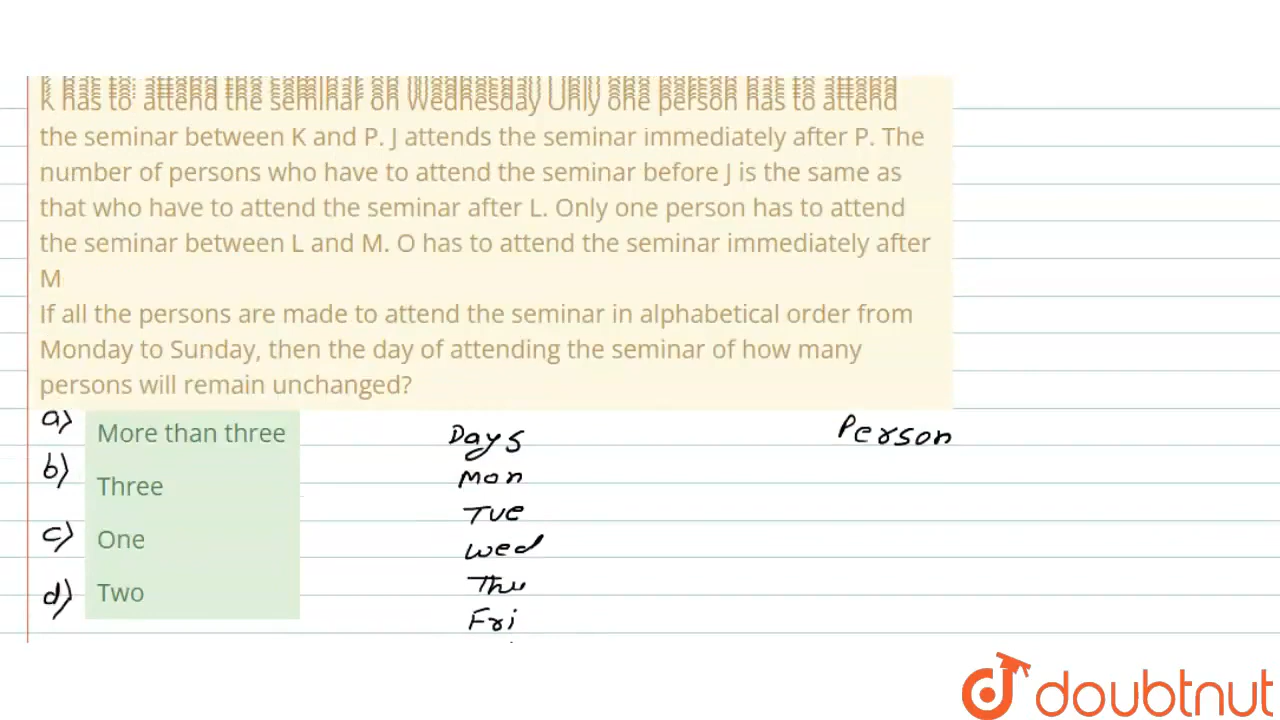 K has to attend the seminar on Wednesday Only one person has to attend
the seminar between K and P. J attends the seminar immediately after P. The
number of persons who have to attend the seminar before J is the same as
that who have to attend the seminar after L. Only one person has to attend
the seminar between L and M. O has to attend the seminar immediately after
M
If all the persons are made to attend the seminar in alphabetical order from
Monday to Sunday, then the day of attending the seminar of how many
persons will remain unchanged?
a) More than three
b) Three
c) One
d) Two
Days
Mon
Tue
Wed
Thu
Fri
Person
doubtnut